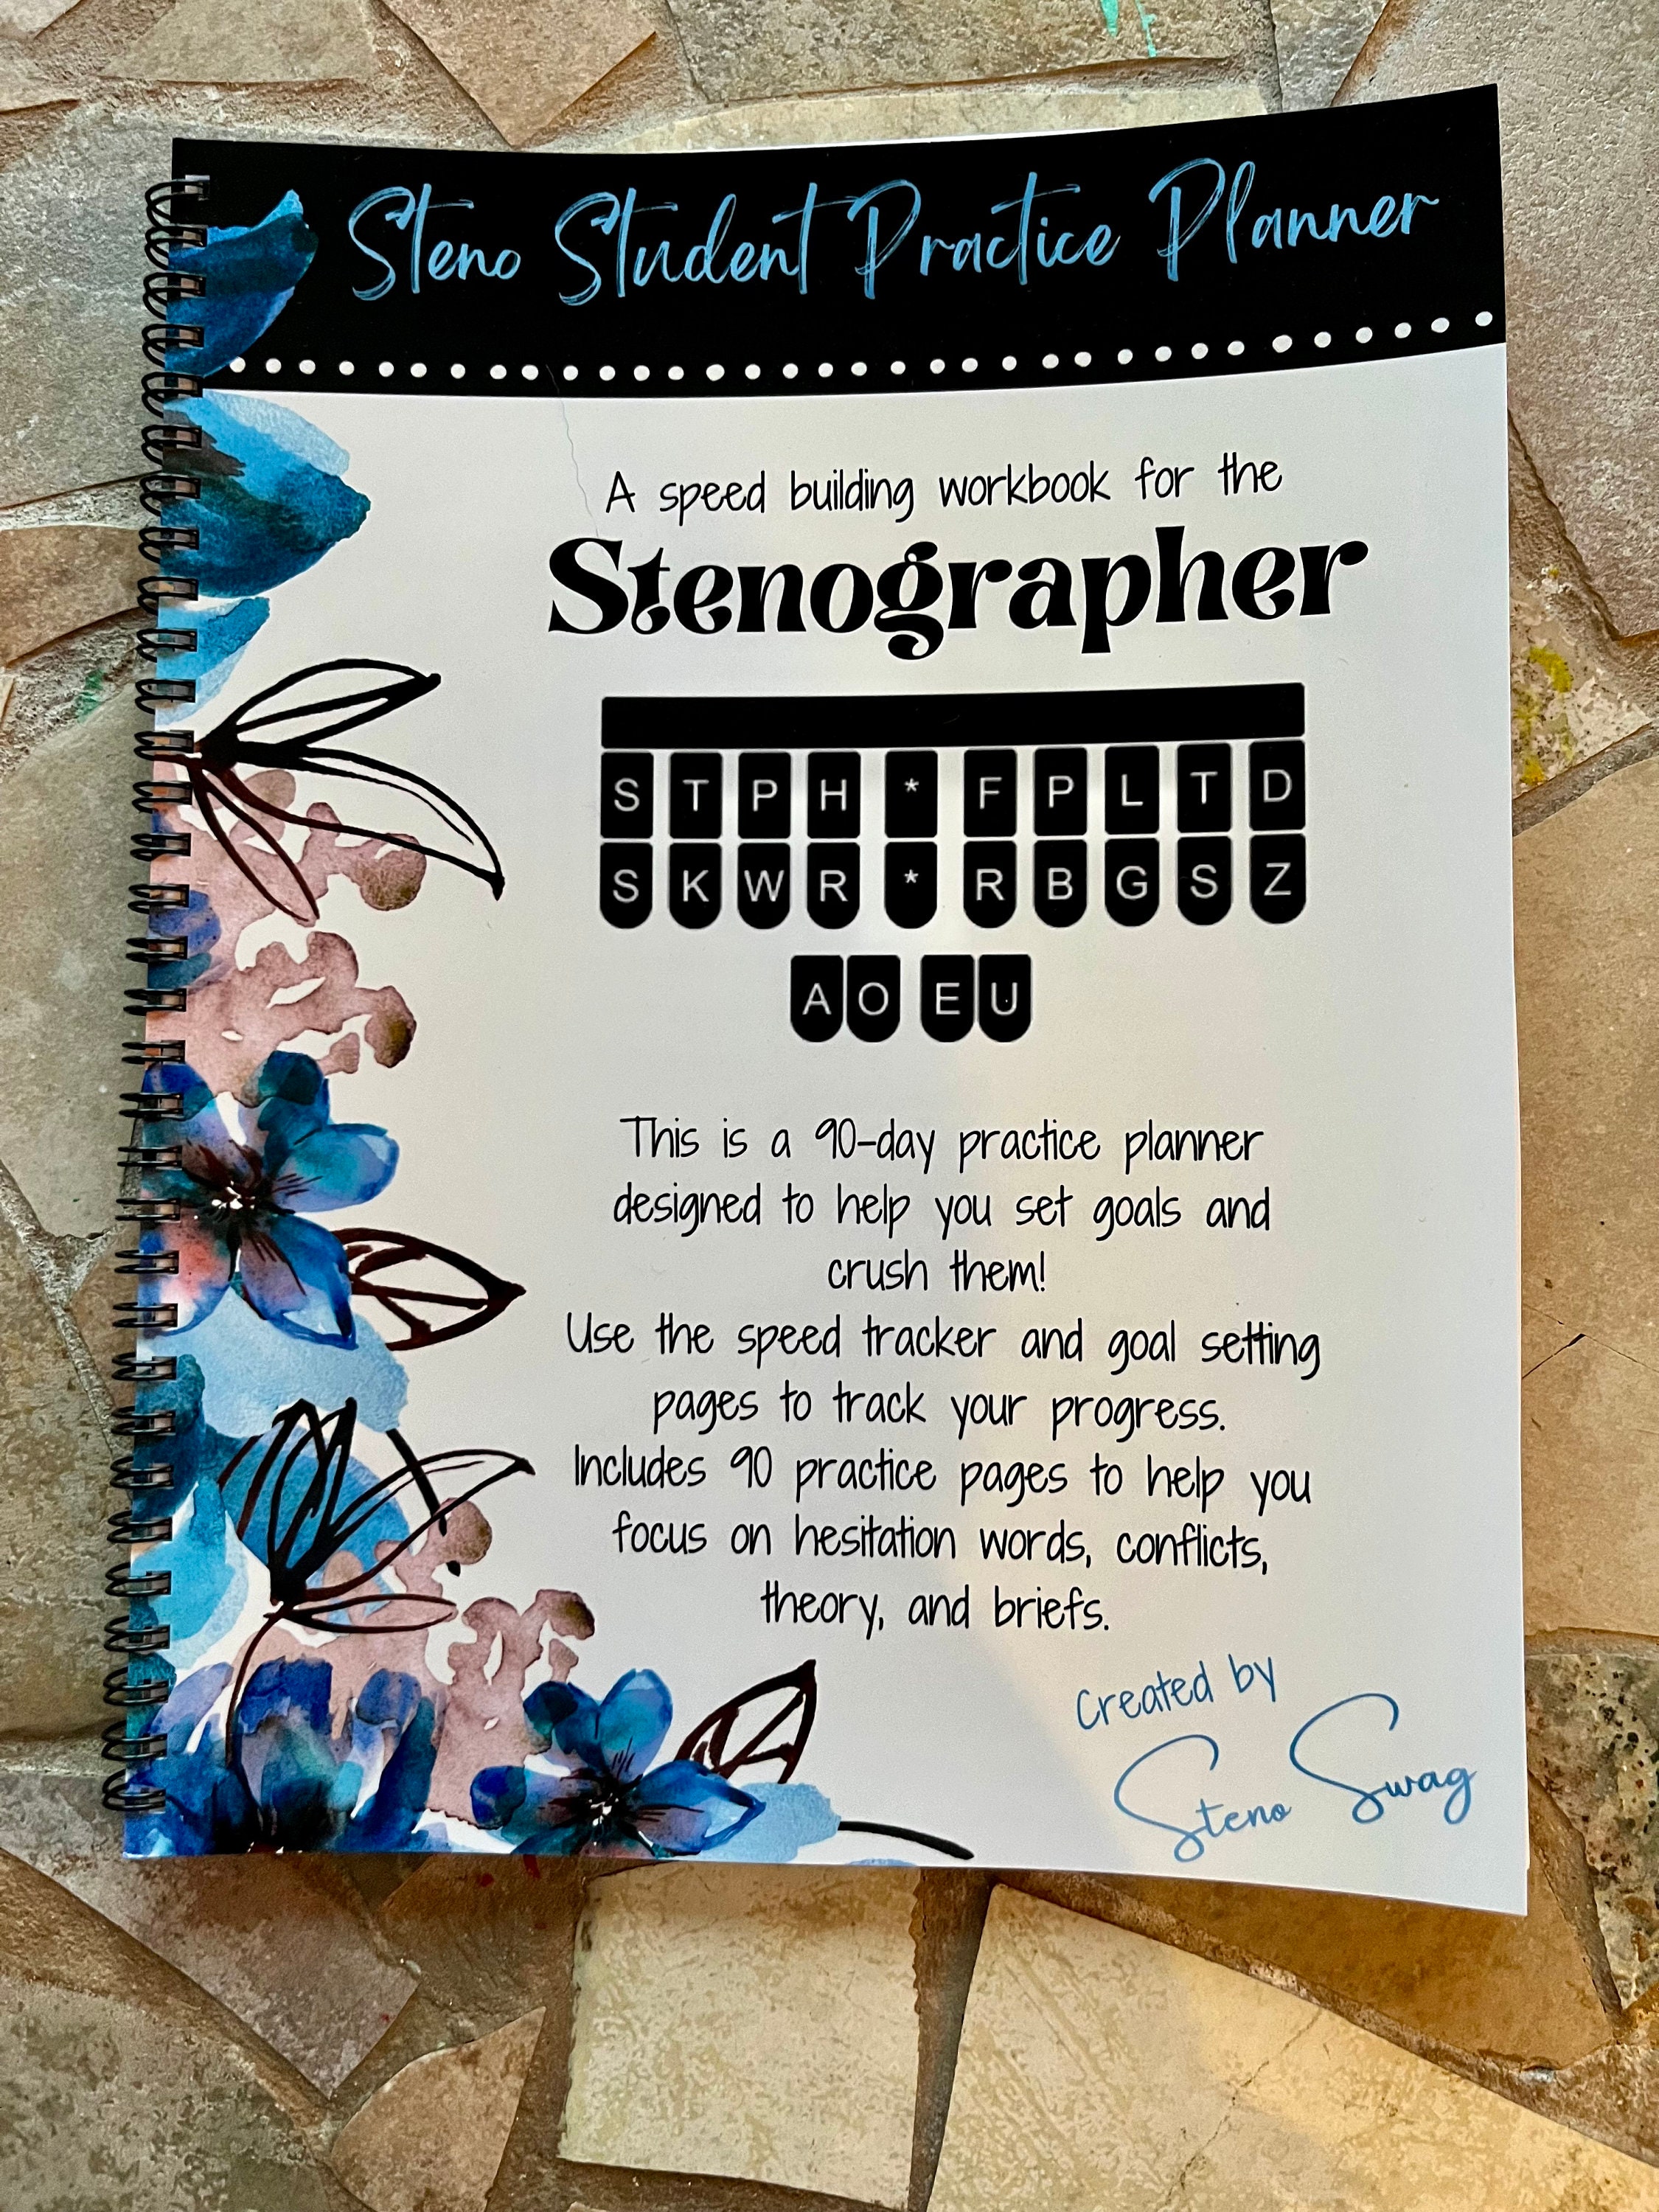 Steno Student Practice Planner
A speed building workbook for the
Stenographer
S T P H * F P L T D
S K W R * R B G S Z
A O E U
This is a 90-day practice planner
designed to help you set goals and
crush them!
Use the speed tracker and goal setting
pages to track your progress.
Includes 90 practice pages to help you
focus on hesitation words, conflicts,
theory, and briefs.
Created by
Steno Swag